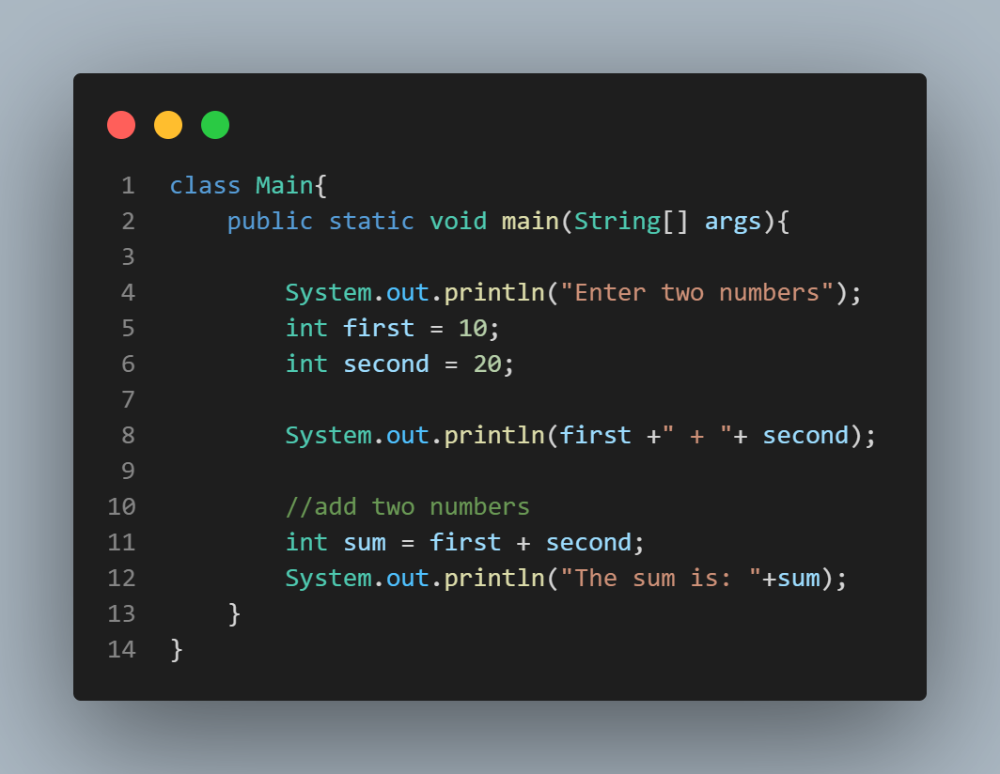 1 class Main{
2     public static void main(String[] args){
3
4         System.out.println("Enter two numbers");
5         int first = 10;
6         int second = 20;
7
8         System.out.println(first +" + "+ second);
9
10         //add two numbers
11         int sum = first + second;
12         System.out.println("The sum is: "+sum);
13     }
14 }